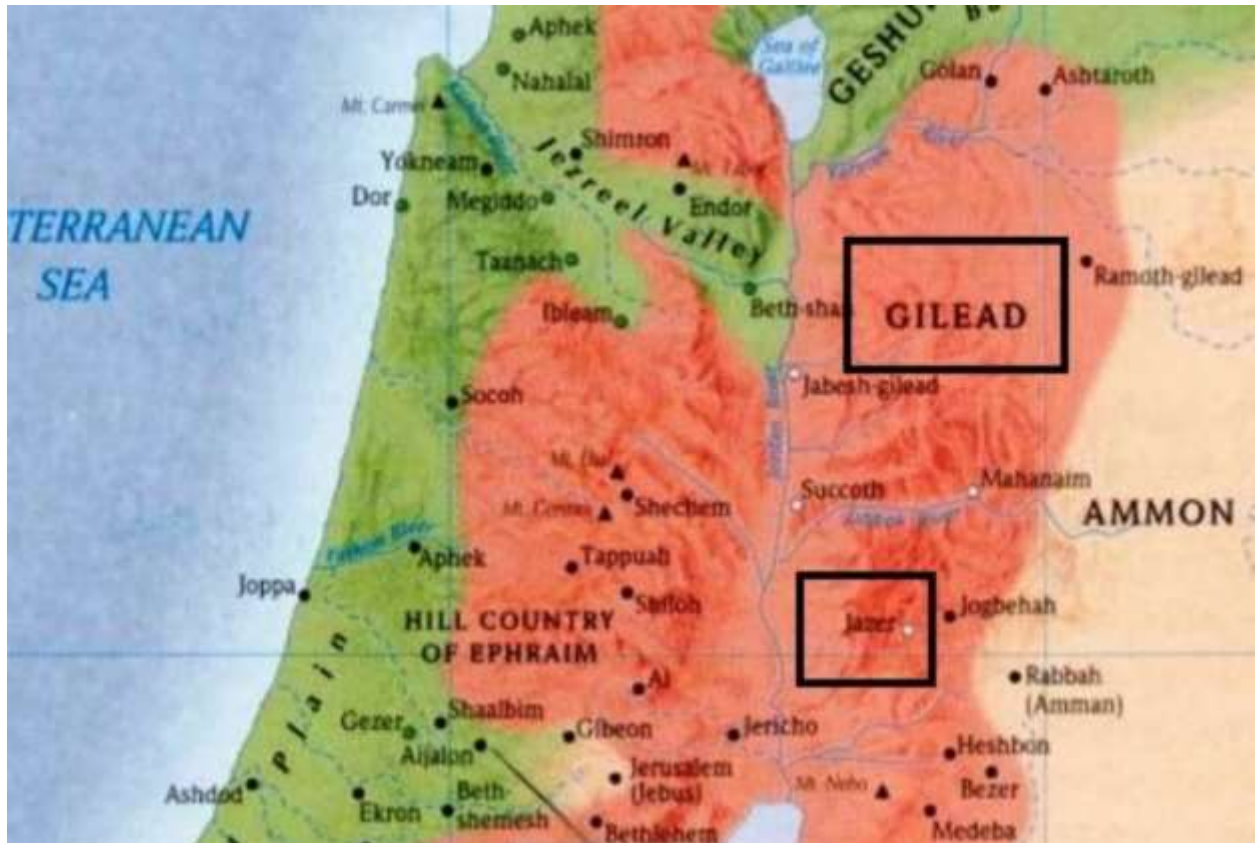 Aphek
Nahalal
Sea of
Galilee
GESHUR
Golan
Ashtaroth
Mt. Carmel
Shimron
Yokneam
Jezreel Valley
Dor
Megiddo
Endor
TERRANEAN
SEA
Taanach
Ramoth-gilead
Ibleam
Beth-shan
GILEAD
Jabesh-gilead
Socoh
Jordan River
Shechem
Succoth
Mahanaim
AMMON
Aphek
Tappuah
Joppa
Shiloh
Jazer
Jogbehah
HILL COUNTRY
OF EPHRAIM
Plain
Ai
Rabbah
(Amman)
Gezer
Shaalbim
Gibeon
Jericho
Aijalon
Heshbon
Jerusalem
(Jebus)
Mt. Nebo
Bezer
Ashdod
Ekron
Beth-
shemesh
Bethlehem
Medeba